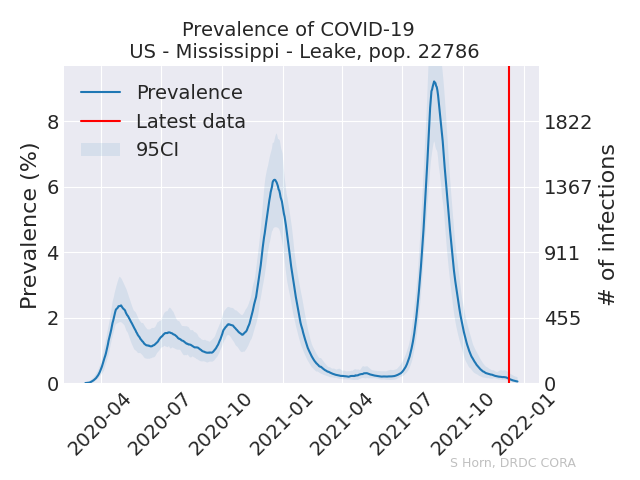 Prevalence of COVID-19
US - Mississippi - Leake, pop. 22786
Prevalence
Latest data
95CI
Prevalence (%)
8
6
4
2
0
# of infections
1822
1367
911
455
0
2020-04
2020-07
2020-10
2021-01
2021-04
2021-07
2021-10
2022-01
S Horn, DRDC CORA